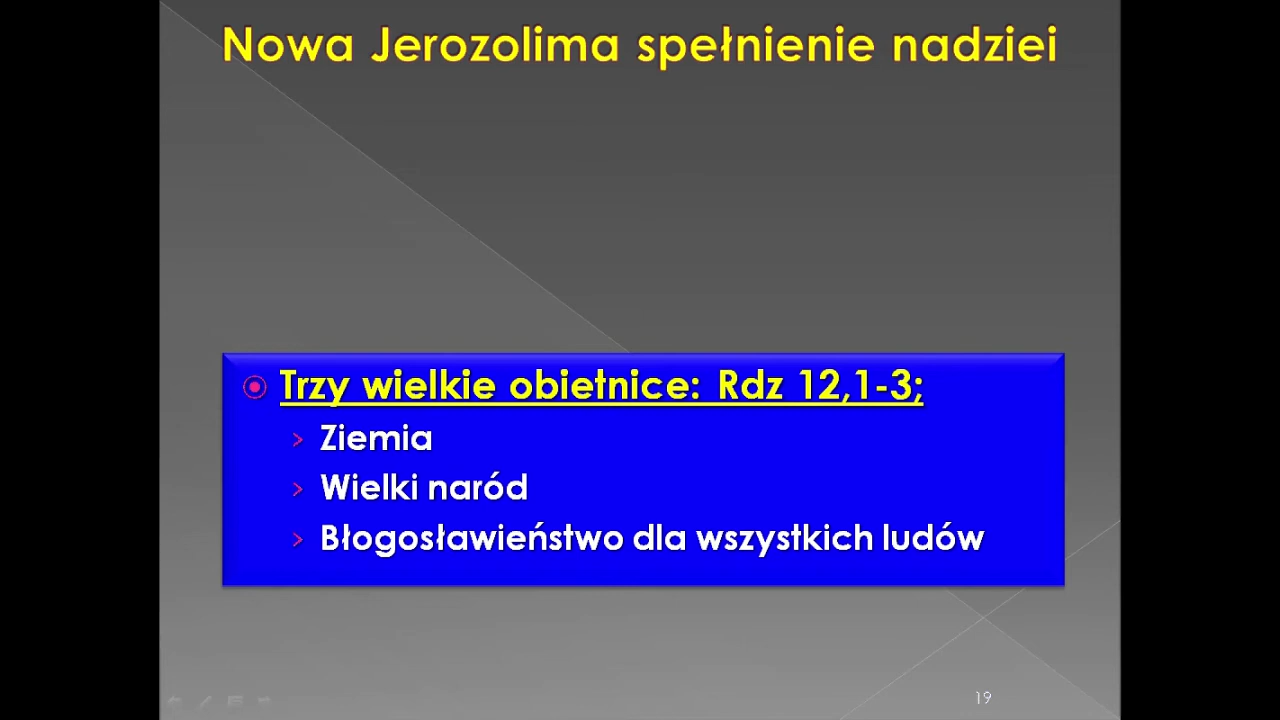 Nowa Jerozolima spełnienie nadziei
Trzy wielkie obietnice: Rdz 12,1-3;
Ziemia
Wielki naród
Błogosławieństwo dla wszystkich ludów
19